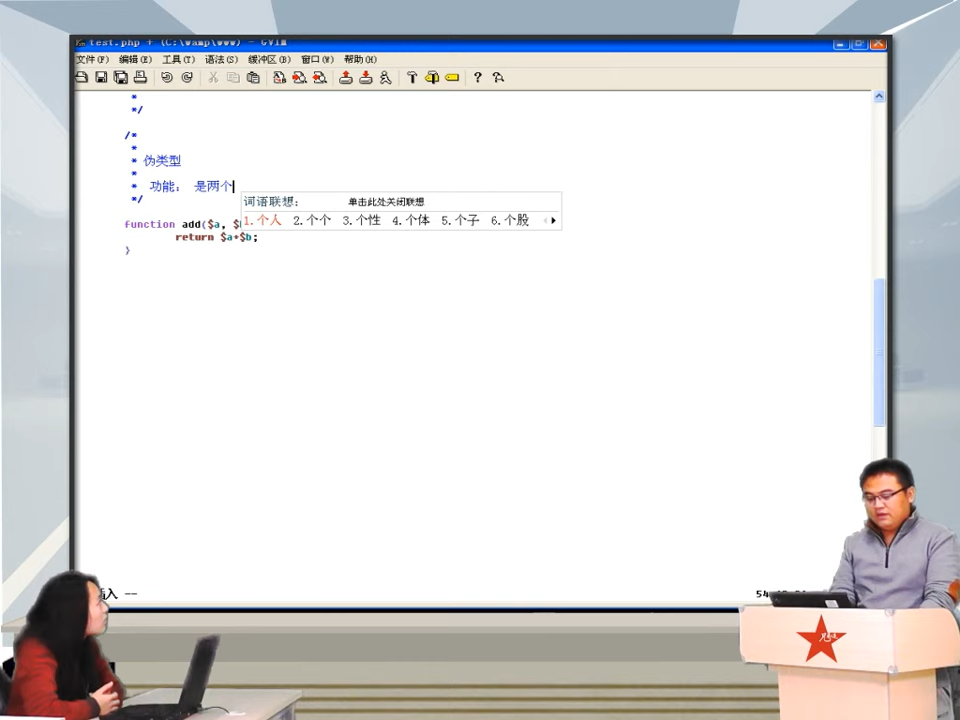 test.php + (C:\wamp\www) - GVIM
文件(F) 编辑(E) 工具(T) 语法(S) 缓冲区(B) 窗口(W) 帮助(H)
*
*/
/*
*
* 伪类型
*
* 功能： 是两个
*/
词语联想： 单击此处关闭联想
1.个人 2.个个 3.个性 4.个体 5.个子 6.个股
function add($a, $
return $a+$b;
}
插入 --